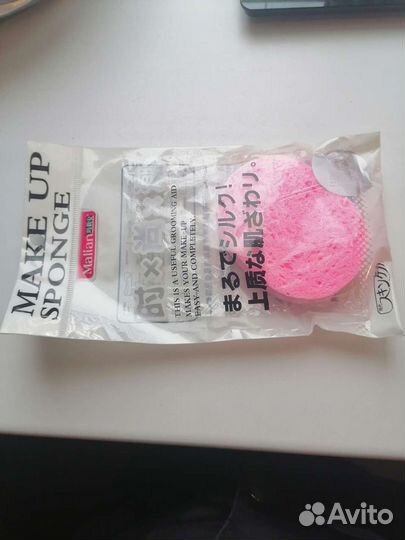 MAKE UP
SPONGE
Malian
THIS IS A USEFUL GROOMING AID
MAKES YOUR MAKE-UP
EASY AND COMPLETELY.
まるでシルク!
上質な肌ざわり。
Avito